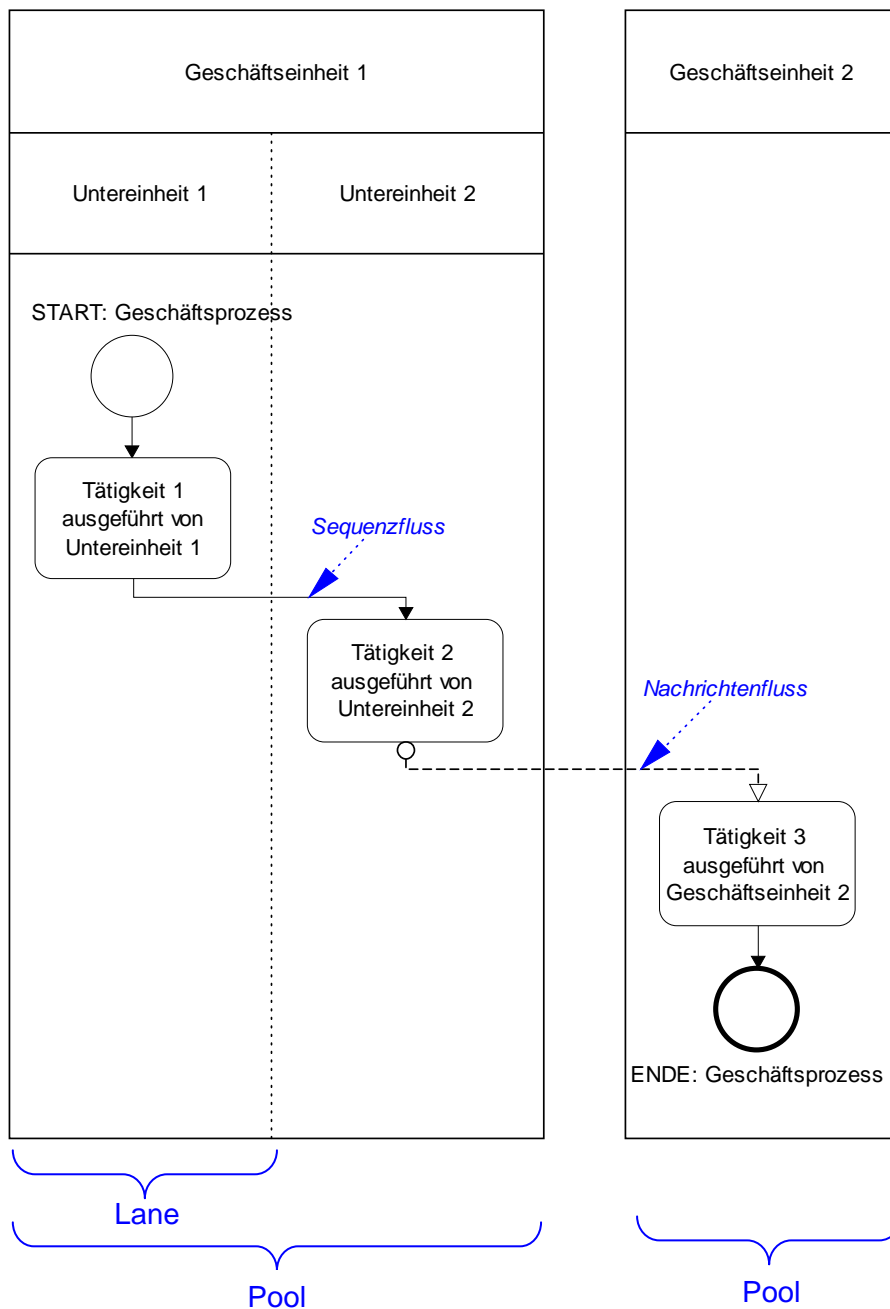 Geschäftseinheit 1
Geschäftseinheit 2
Untereinheit 1
Untereinheit 2
START: Geschäftsprozess
Tätigkeit 1
ausgeführt von
Untereinheit 1
Sequenzfluss
Tätigkeit 2
ausgeführt von
Untereinheit 2
Nachrichtenfluss
Tätigkeit 3
ausgeführt von
Geschäftseinheit 2
ENDE: Geschäftsprozess
Lane
Pool
Pool